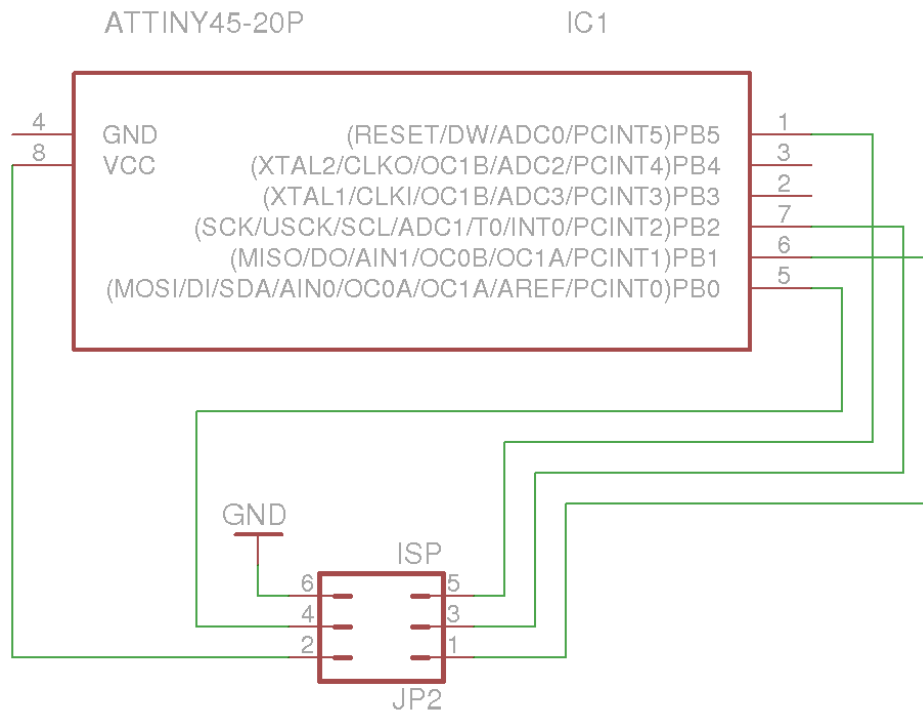 ATTINY45-20P IC1
4 GND (RESET/DW/ADC0/PCINT5)PB5 1
8 VCC (XTAL2/CLKO/OC1B/ADC2/PCINT4)PB4 3
(XTAL1/CLKI/OC1B/ADC3/PCINT3)PB3 2
(SCK/USCK/SCL/ADC1/T0/INT0/PCINT2)PB2 7
(MISO/DO/AIN1/OC0B/OC1A/PCINT1)PB1 6
(MOSI/DI/SDA/AIN0/OC0A/OC1A/AREF/PCINT0)PB0 5
GND
ISP
6 5
4 3
2 1
JP2